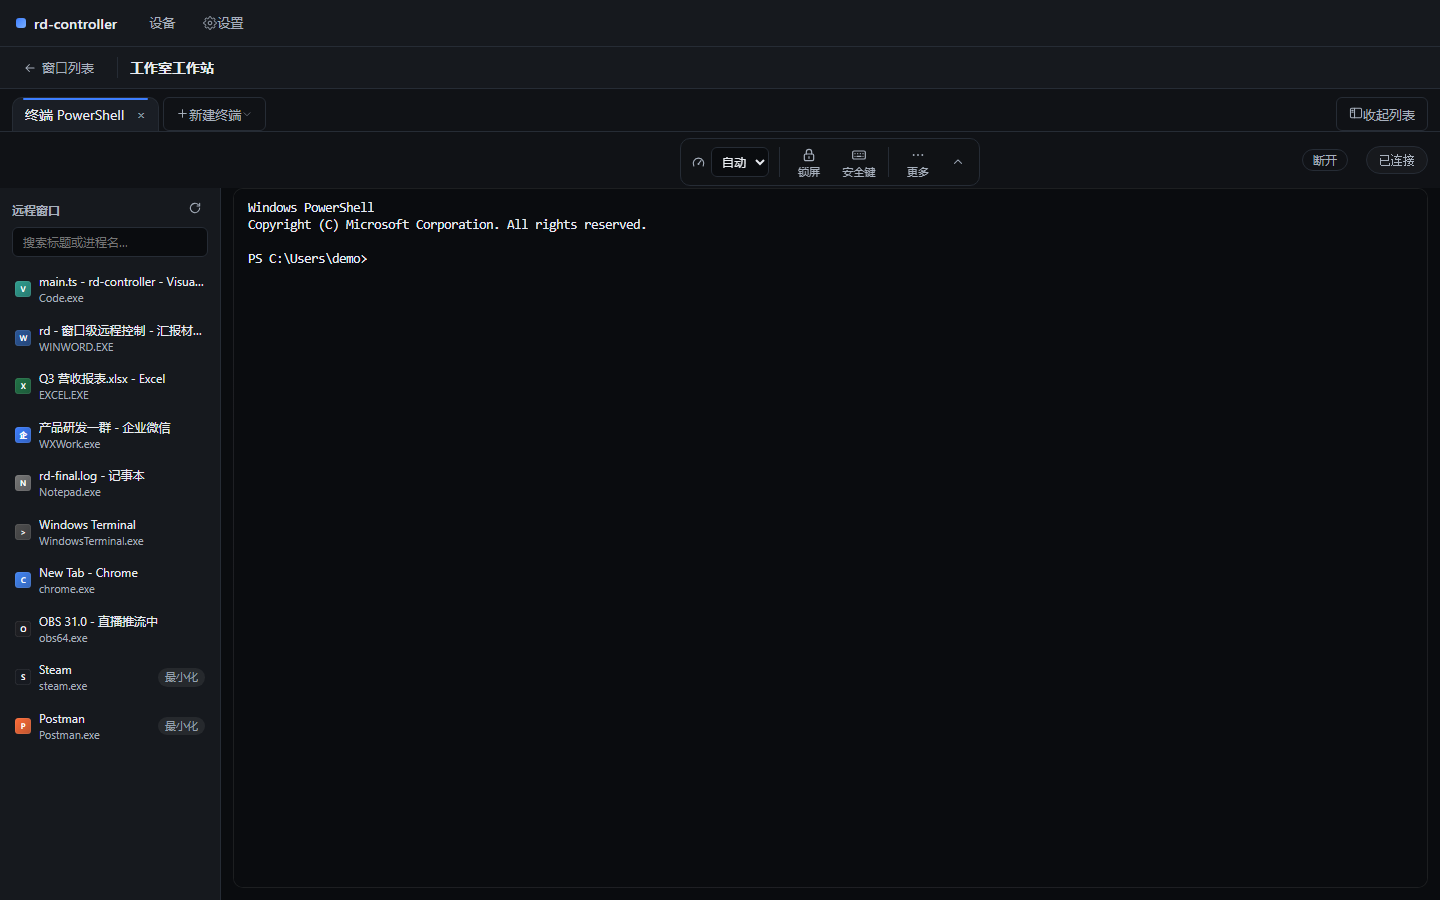 rd-controller
设备
设置
← 窗口列表
工作室工作站
终端 PowerShell ×
+新建终端
收起列表
自动
锁屏
安全键
... 更多
断开
已连接
远程窗口
搜索标题或进程名...
V
main.ts - rd-controller - Visua...
Code.exe
W
rd - 窗口级远程控制 - 汇报材...
WINWORD.EXE
X
Q3 营收报表.xlsx - Excel
EXCEL.EXE
企
产品研发一群 - 企业微信
WXWork.exe
N
rd-final.log - 记事本
Notepad.exe
>
Windows Terminal
WindowsTerminal.exe
C
New Tab - Chrome
chrome.exe
O
OBS 31.0 - 直播推流中
obs64.exe
S
Steam
steam.exe
最小化
P
Postman
Postman.exe
最小化
Windows PowerShell
Copyright (C) Microsoft Corporation. All rights reserved.
PS C:\Users\demo>